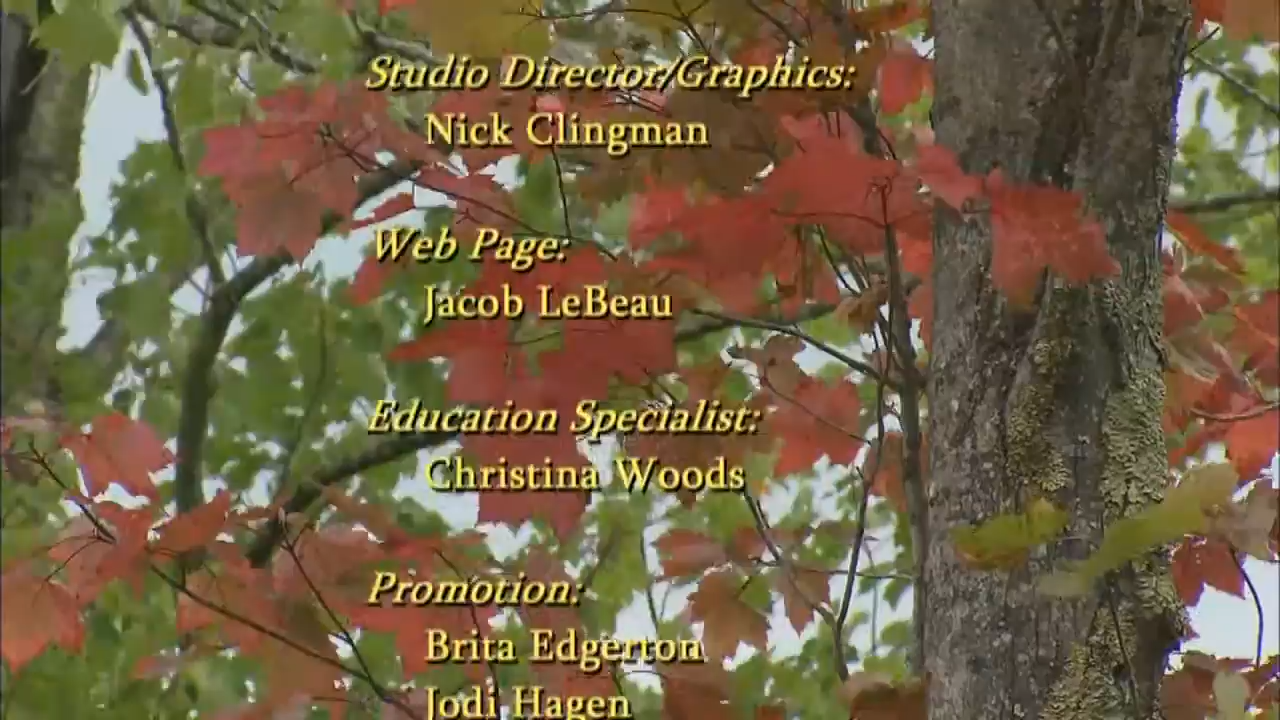 Studio Director/Graphics:
Nick Clingman
Web Page:
Jacob LeBeau
Education Specialist:
Christina Woods
Promotion:
Brita Edgerton
Jodi Hagen